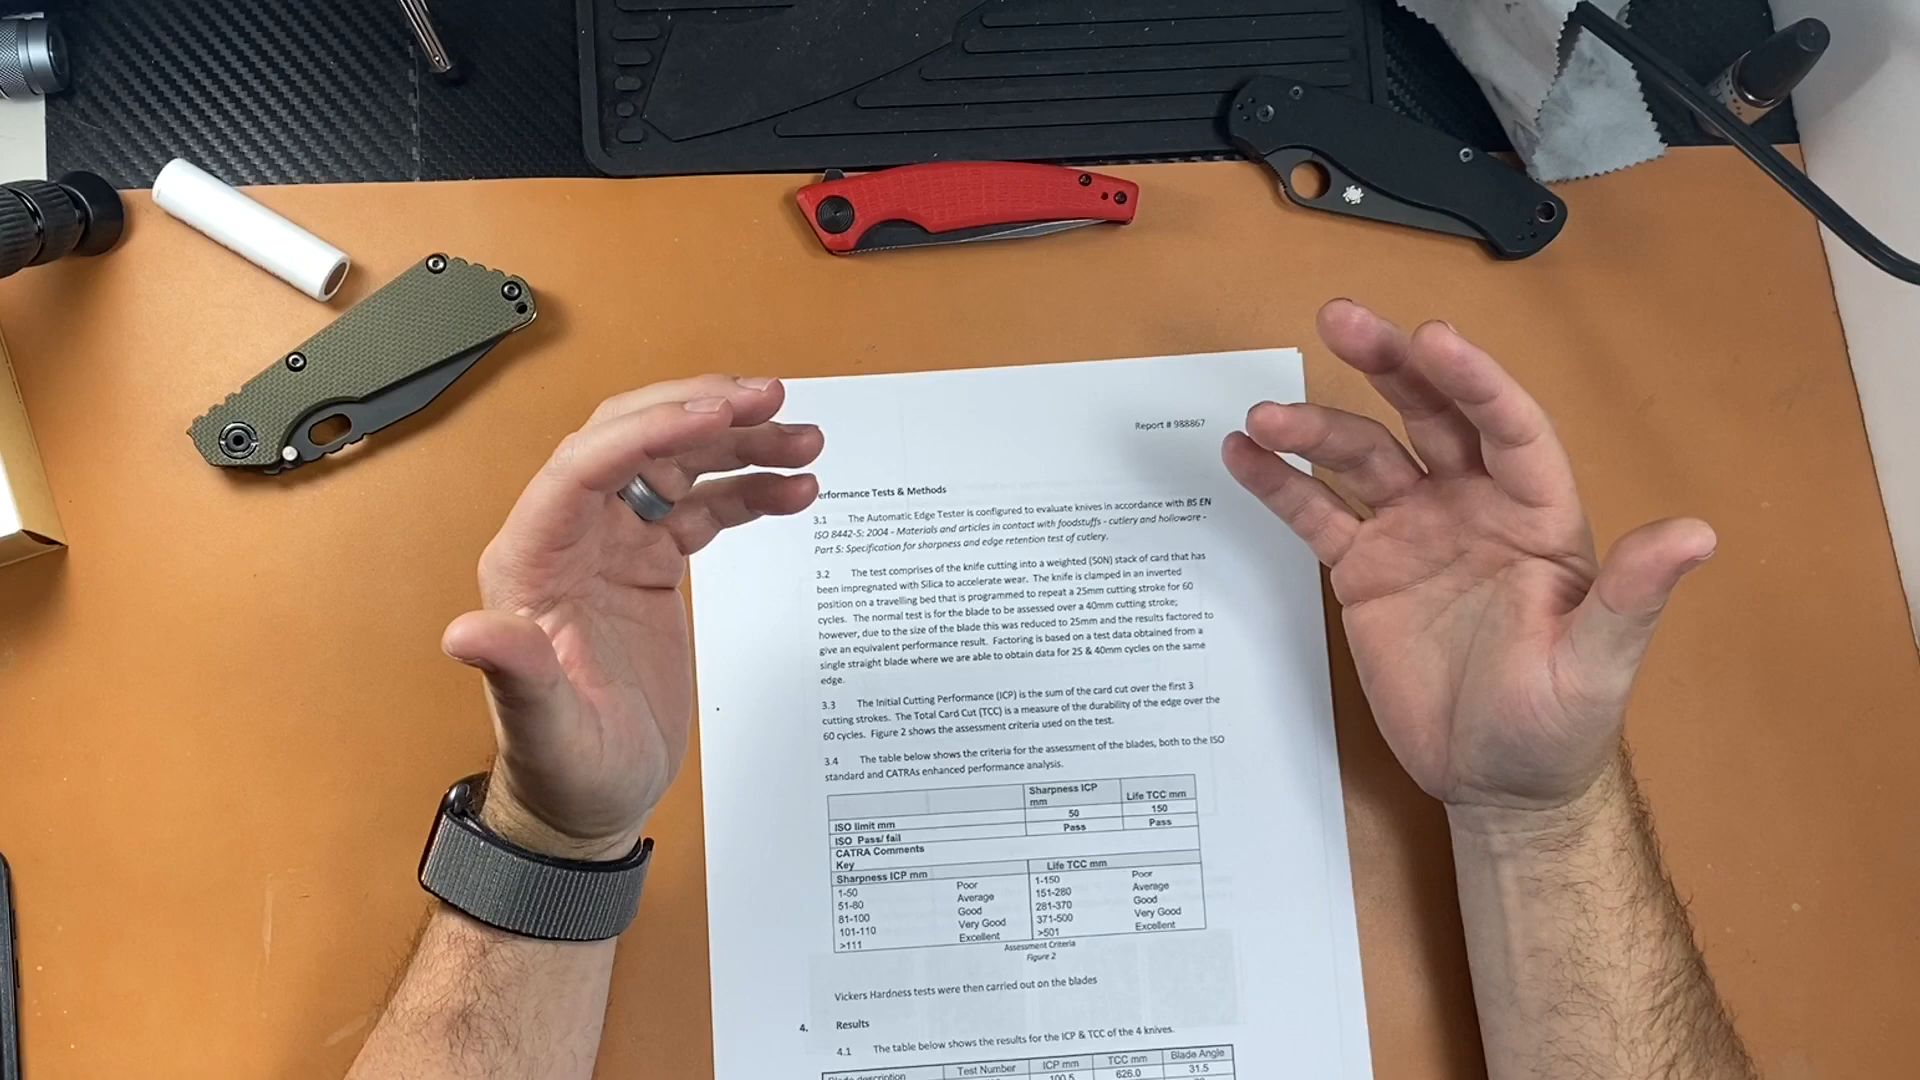 Report # 988867
erformance Tests & Methods
3.1 The Automatic Edge Tester is configured to evaluate knives in accordance with BS EN
ISO 8442-5: 2004 - Materials and articles in contact with foodstuffs - cutlery and holloware -
Part 5: Specification for sharpness and edge retention test of cutlery.
3.2 The test comprises of the knife cutting into a weighted (50N) stack of card that has
been impregnated with Silica to accelerate wear. The knife is clamped in an inverted
position on a travelling bed that is programmed to repeat a 25mm cutting stroke for 60
cycles. The normal test is for the blade to be assessed over a 40mm cutting stroke;
however, due to the size of the blade this was reduced to 25mm and the results factored to
give an equivalent performance result. Factoring is based on a test data obtained from a
single straight blade where we are able to obtain data for 25 & 40mm cycles on the same
edge.
3.3 The Initial Cutting Performance (ICP) is the sum of the card cut over the first 3
cutting strokes. The Total Card Cut (TCC) is a measure of the durability of the edge over the
60 cycles. Figure 2 shows the assessment criteria used on the test.
3.4 The table below shows the criteria for the assessment of the blades, both to the ISO
standard and CATRAs enhanced performance analysis.
Sharpness ICP mm Life TCC mm
ISO limit mm 50 150
ISO Pass/ fail Pass Pass
CATRA Comments
Key
Sharpness ICP mm Life TCC mm
1-50 Poor 1-150 Poor
51-80 Average 151-280 Average
81-100 Good 281-370 Good
101-110 Very Good 371-500 Very Good
>111 Excellent >501 Excellent
Assessment Criteria
Figure 2
Vickers Hardness tests were then carried out on the blades
4. Results
4.1 The table below shows the results for the ICP & TCC of the 4 knives.
Blade description Test Number ICP mm TCC mm Blade Angle
100.5 626.0 31.5